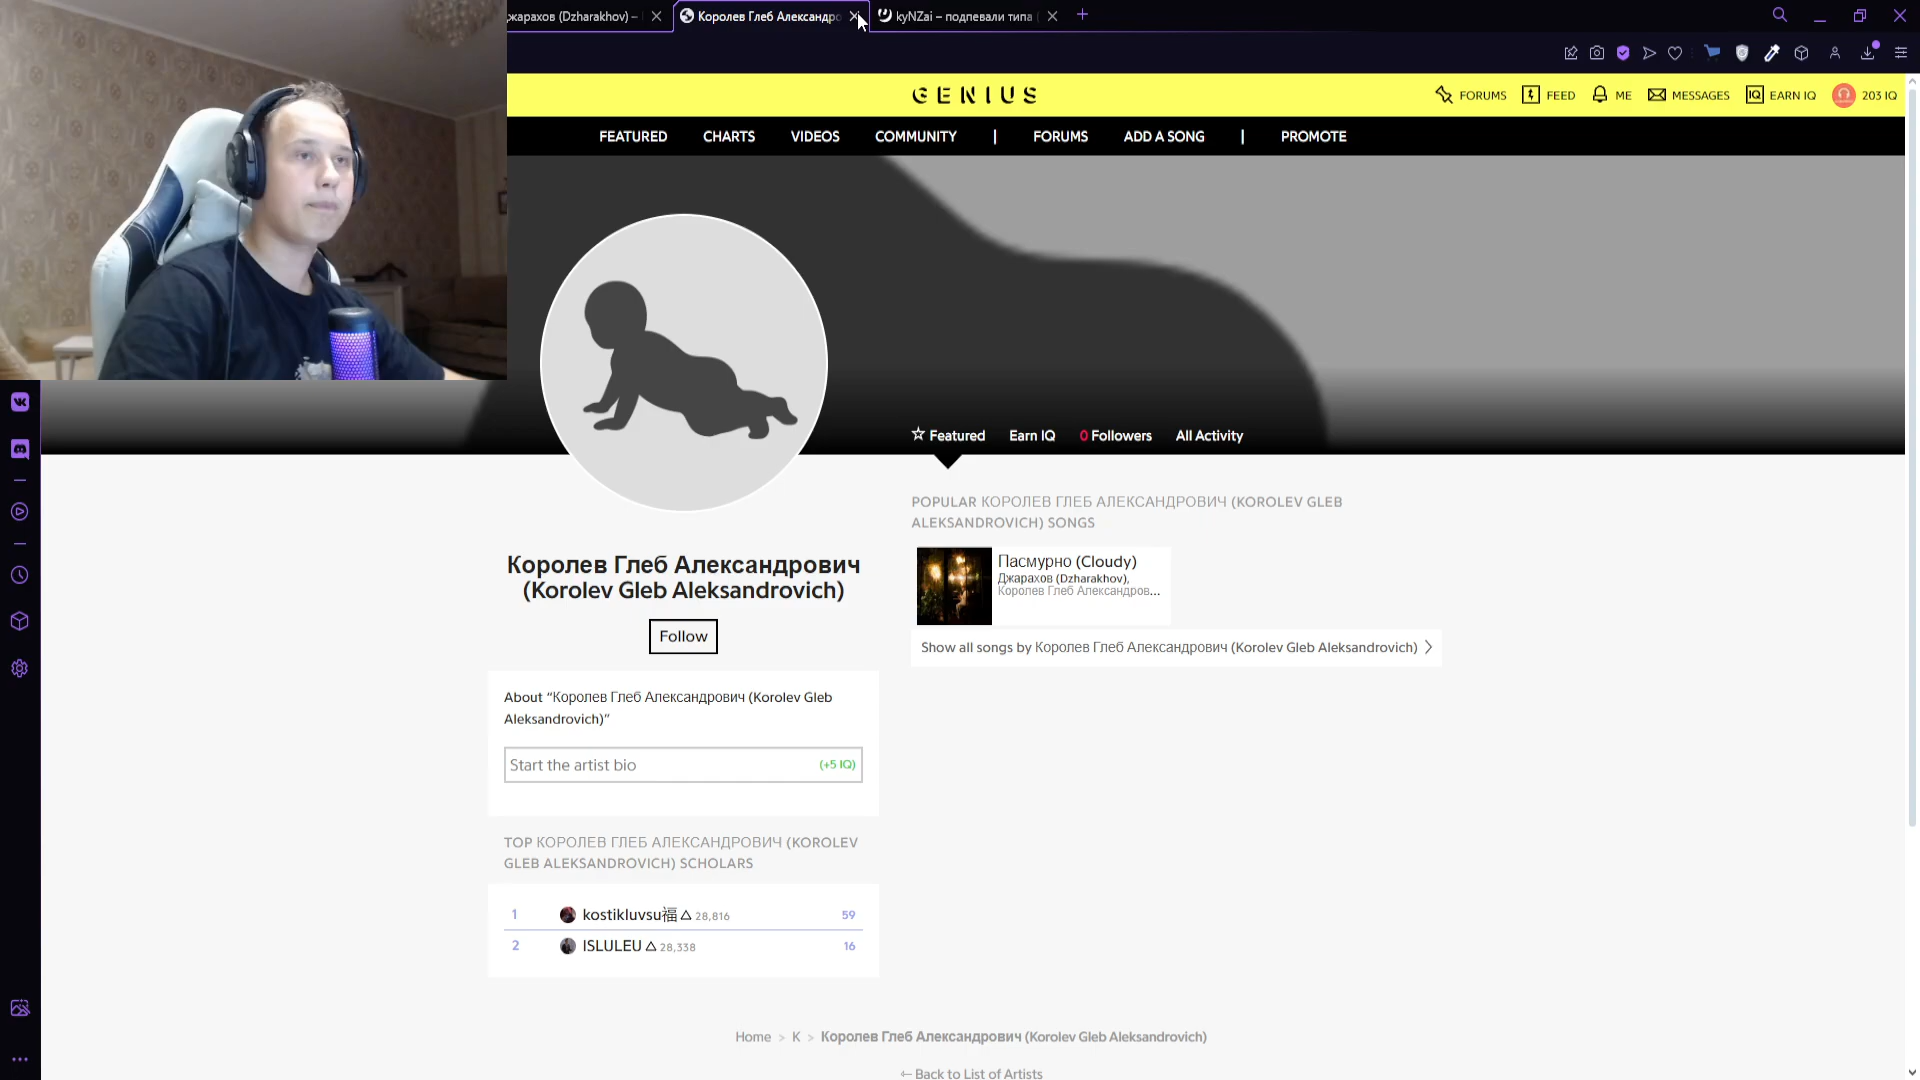 жарахов (Dzharakhov) –
Королев Глеб Александро
kyNZai – подпевали типа
GENIUS
FORUMS
FEED
ME
MESSAGES
EARN IQ
203 IQ
FEATURED
CHARTS
VIDEOS
COMMUNITY
|
FORUMS
ADD A SONG
|
PROMOTE
Featured
Earn IQ
0 Followers
All Activity
POPULAR КОРОЛЕВ ГЛЕБ АЛЕКСАНДРОВИЧ (KOROLEV GLEB
ALEKSANDROVICH) SONGS
Пасмурно (Cloudy)
Джарахов (Dzharakhov),
Королев Глеб Александров...
Show all songs by Королев Глеб Александрович (Korolev Gleb Aleksandrovich)
Королев Глеб Александрович
(Korolev Gleb Aleksandrovich)
Follow
About “Королев Глеб Александрович (Korolev Gleb
Aleksandrovich)”
Start the artist bio (+5 IQ)
TOP КОРОЛЕВ ГЛЕБ АЛЕКСАНДРОВИЧ (KOROLEV
GLEB ALEKSANDROVICH) SCHOLARS
1 kostikluvsu福 28,816 59
2 ISLULEU 28,338 16
Home > K > Королев Глеб Александрович (Korolev Gleb Aleksandrovich)
← Back to List of Artists